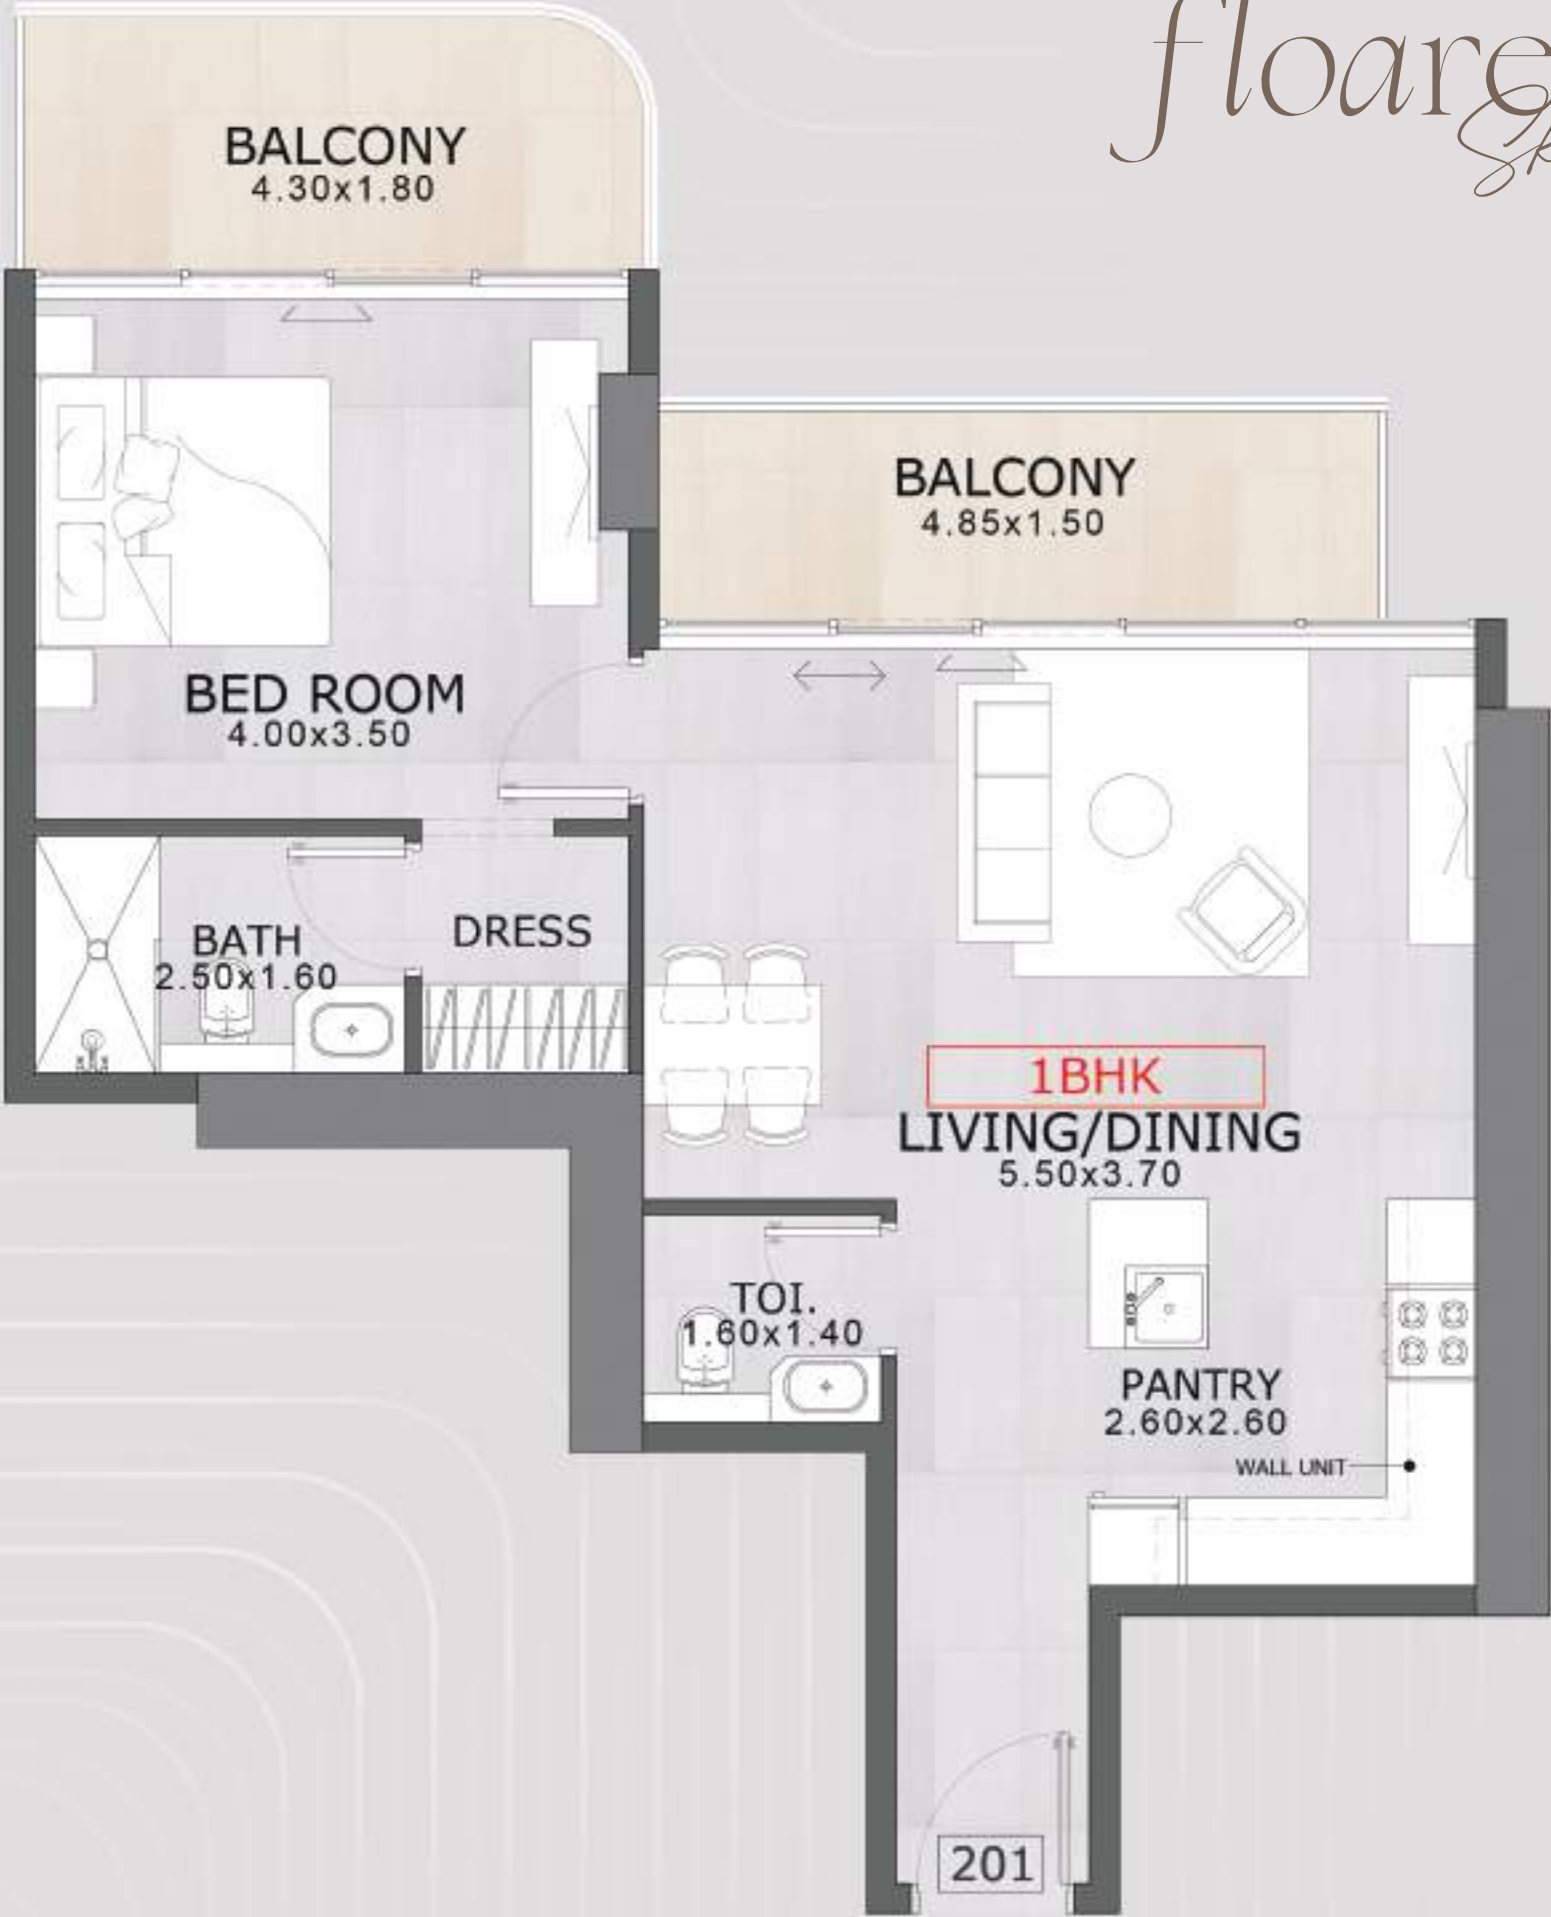 floare
Sk
BALCONY
4.30x1.80
BALCONY
4.85x1.50
BED ROOM
4.00x3.50
BATH
2.50x1.60
DRESS
1BHK
LIVING/DINING
5.50x3.70
TOI.
1.60x1.40
PANTRY
2.60x2.60
WALL UNIT
201